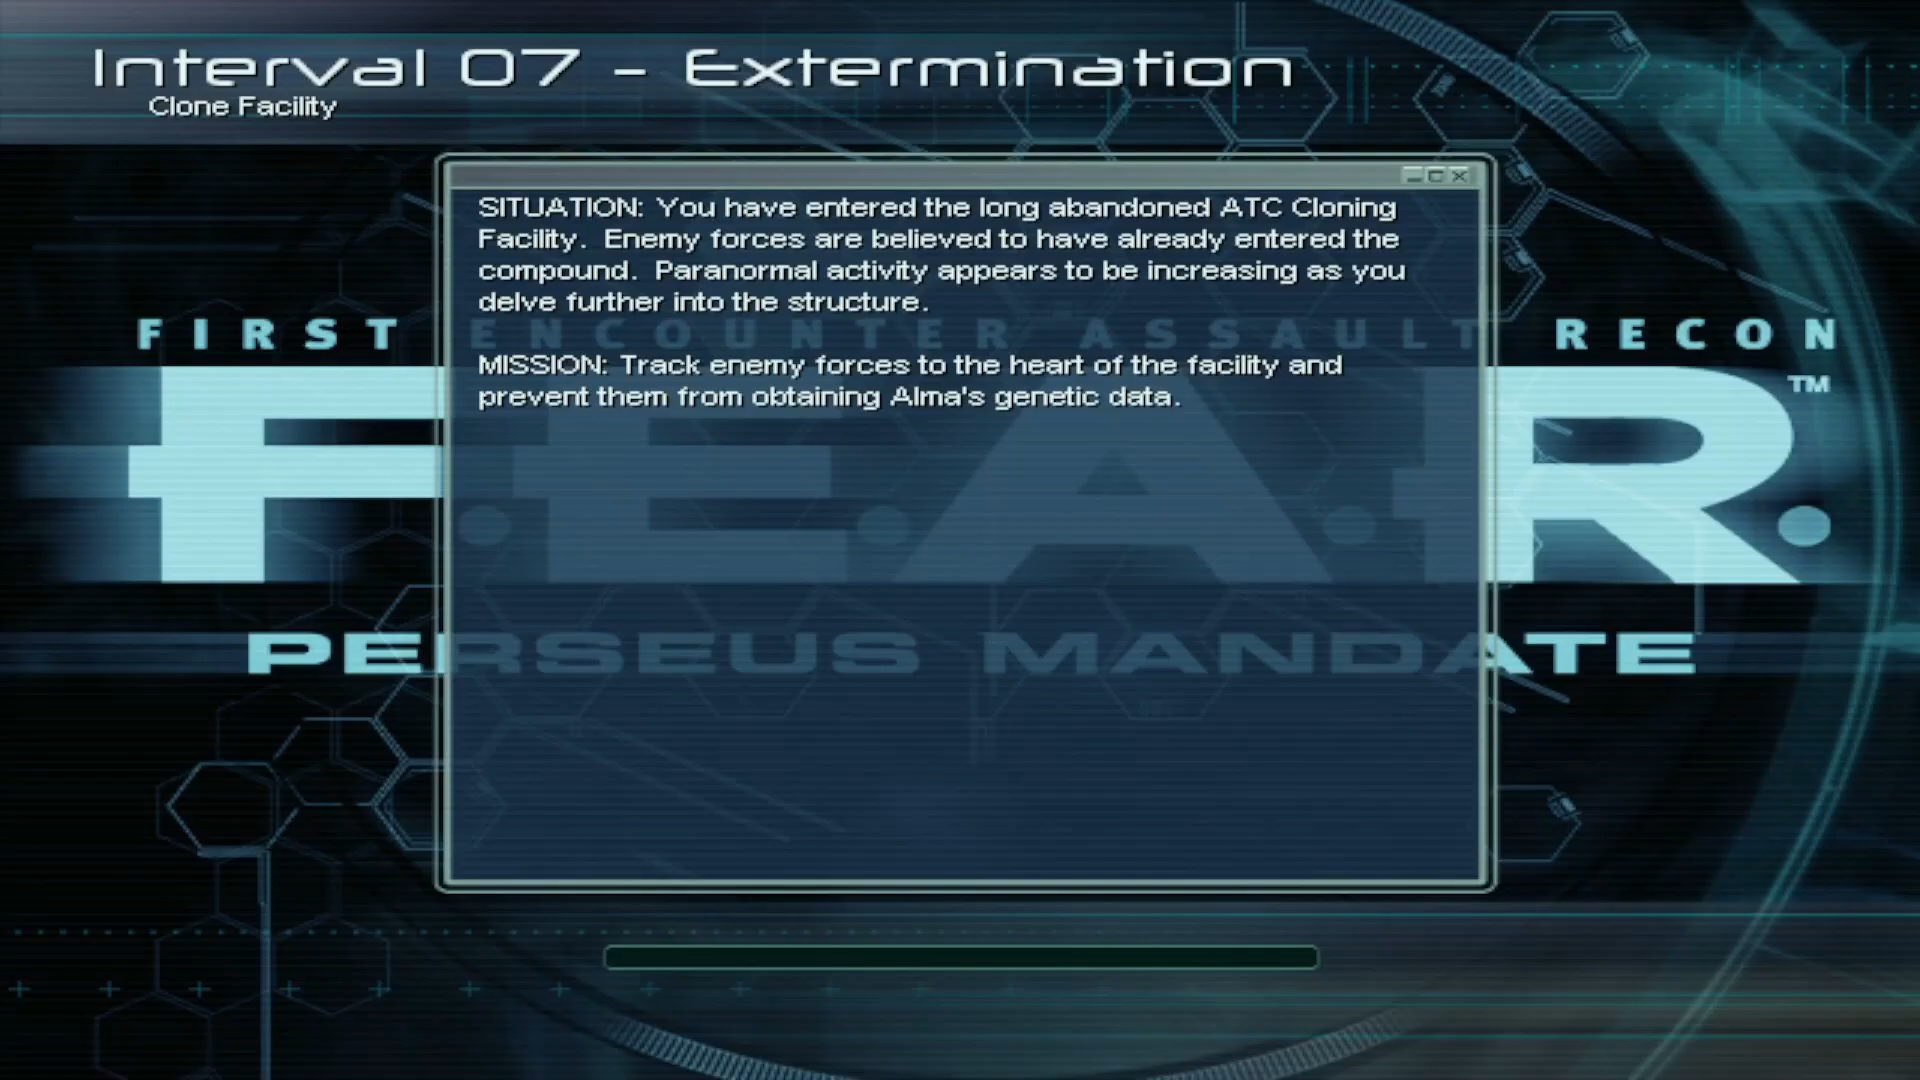 Interval 07 - Extermination
Clone Facility
SITUATION: You have entered the long abandoned ATC Cloning
Facility. Enemy forces are believed to have already entered the
compound. Paranormal activity appears to be increasing as you
delve further into the structure.
FIRST ENCOUNTER ASSAULT RECON
MISSION: Track enemy forces to the heart of the facility and
prevent them from obtaining Alma's genetic data.
F.E.A.R.™
PERSEUS MANDATE